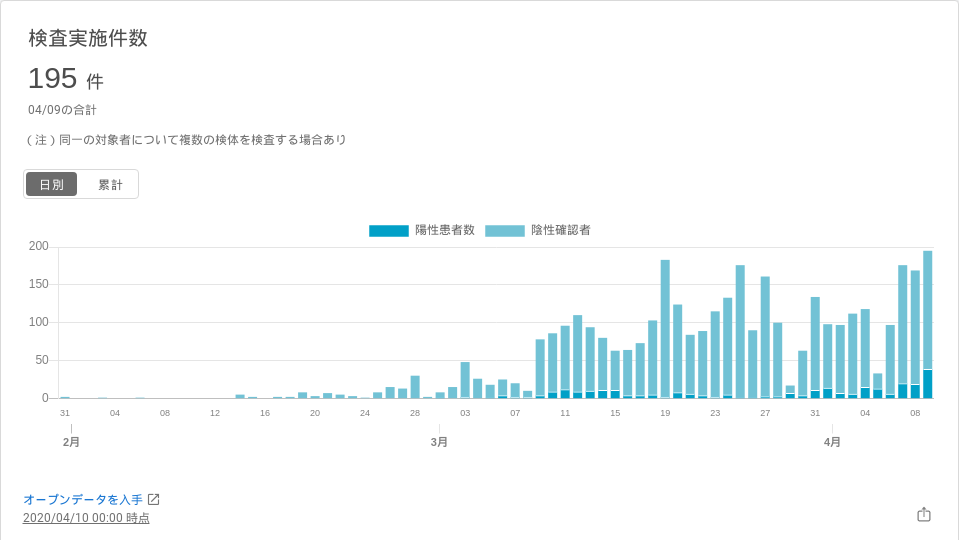 検査実施件数
195 件
04/09の合計
（注）同一の対象者について複数の検体を検査する場合あり
日別 累計
陽性患者数 陰性確認者
200
150
100
50
0
31 04 08 12 16 20 24 28 03 07 11 15 19 23 27 31 04 08
2月 3月 4月
オープンデータを入手
2020/04/10 00:00 時点